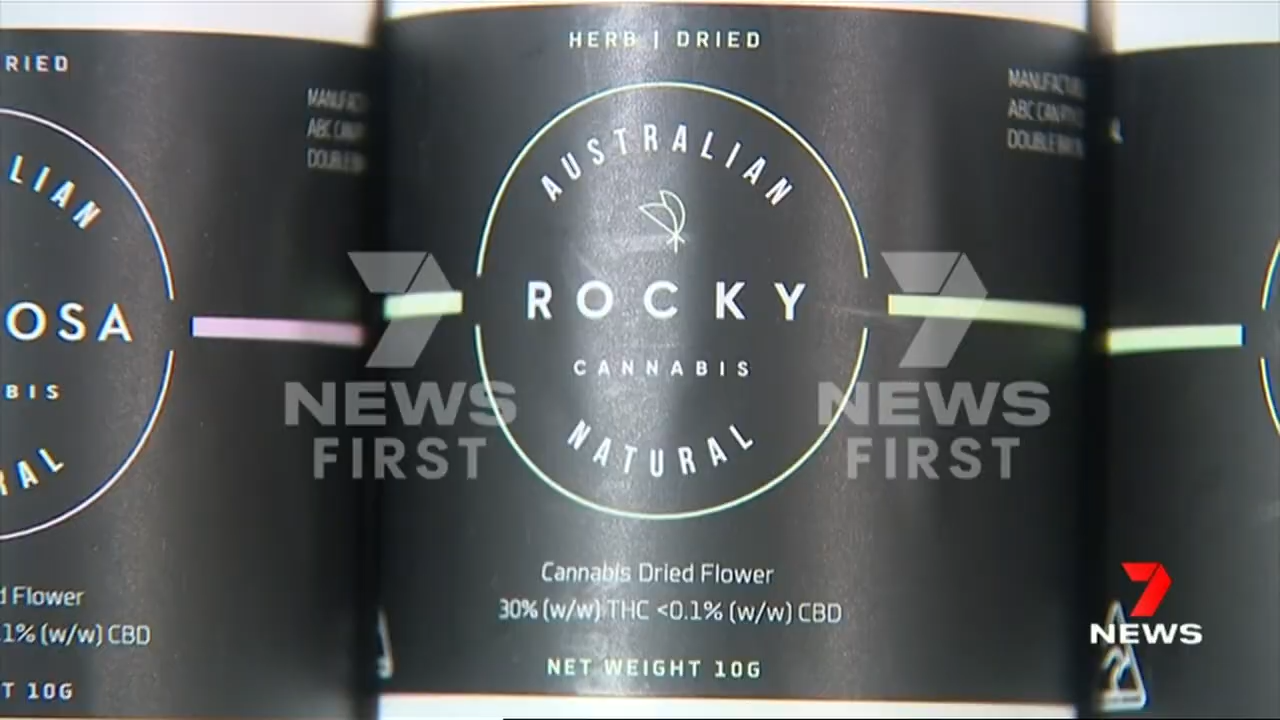 HERB | DRIED
AUSTRALIAN
ROCKY
CANNABIS
NATURAL
Cannabis Dried Flower
30% (w/w) THC <0.1% (w/w) CBD
NET WEIGHT 10G
RIED
LIAN
OSA
BIS
RAL
d Flower
.1% (w/w) CBD
T 10G
7
NEWS
FIRST
7
NEWS
FIRST
7
NEWS